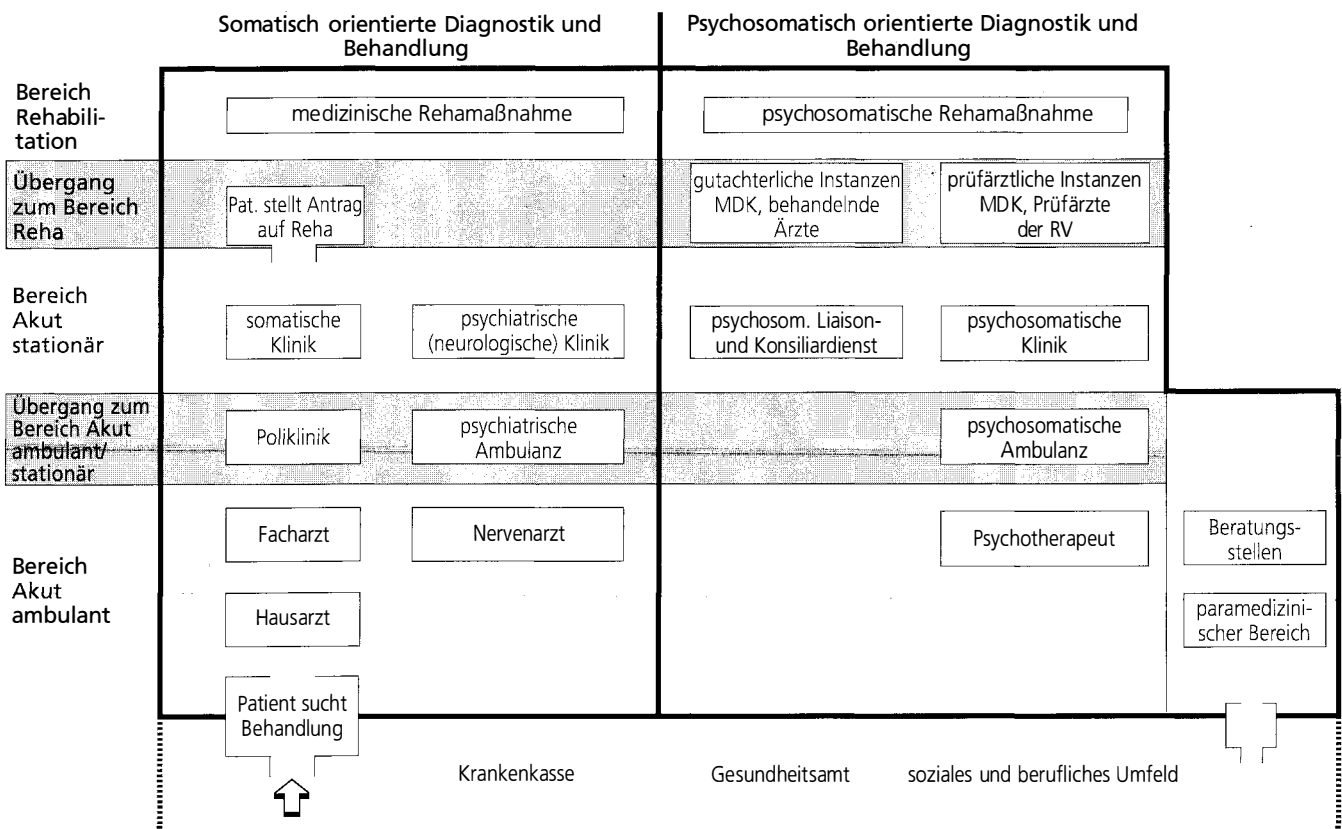 Somatisch orientierte Diagnostik und
Behandlung
Psychosomatisch orientierte Diagnostik und
Behandlung
Bereich
Rehabili-
tation
medizinische Rehamaßnahme
psychosomatische Rehamaßnahme
Übergang
zum Bereich
Reha
Pat. stellt Antrag
auf Reha
gutachterliche Instanzen
MDK, behandelnde
Ärzte
prüfärztliche Instanzen
MDK, Prüfärzte
der RV
Bereich
Akut
stationär
somatische
Klinik
psychiatrische
(neurologische) Klinik
psychosom. Liaison-
und Konsiliardienst
psychosomatische
Klinik
Übergang zum
Bereich Akut
ambulant/
stationär
Poliklinik
psychiatrische
Ambulanz
psychosomatische
Ambulanz
Bereich
Akut
ambulant
Facharzt
Nervenarzt
Psychotherapeut
Beratungs-
stellen
Hausarzt
paramedizini-
scher Bereich
Patient sucht
Behandlung
Krankenkasse
Gesundheitsamt
soziales und berufliches Umfeld